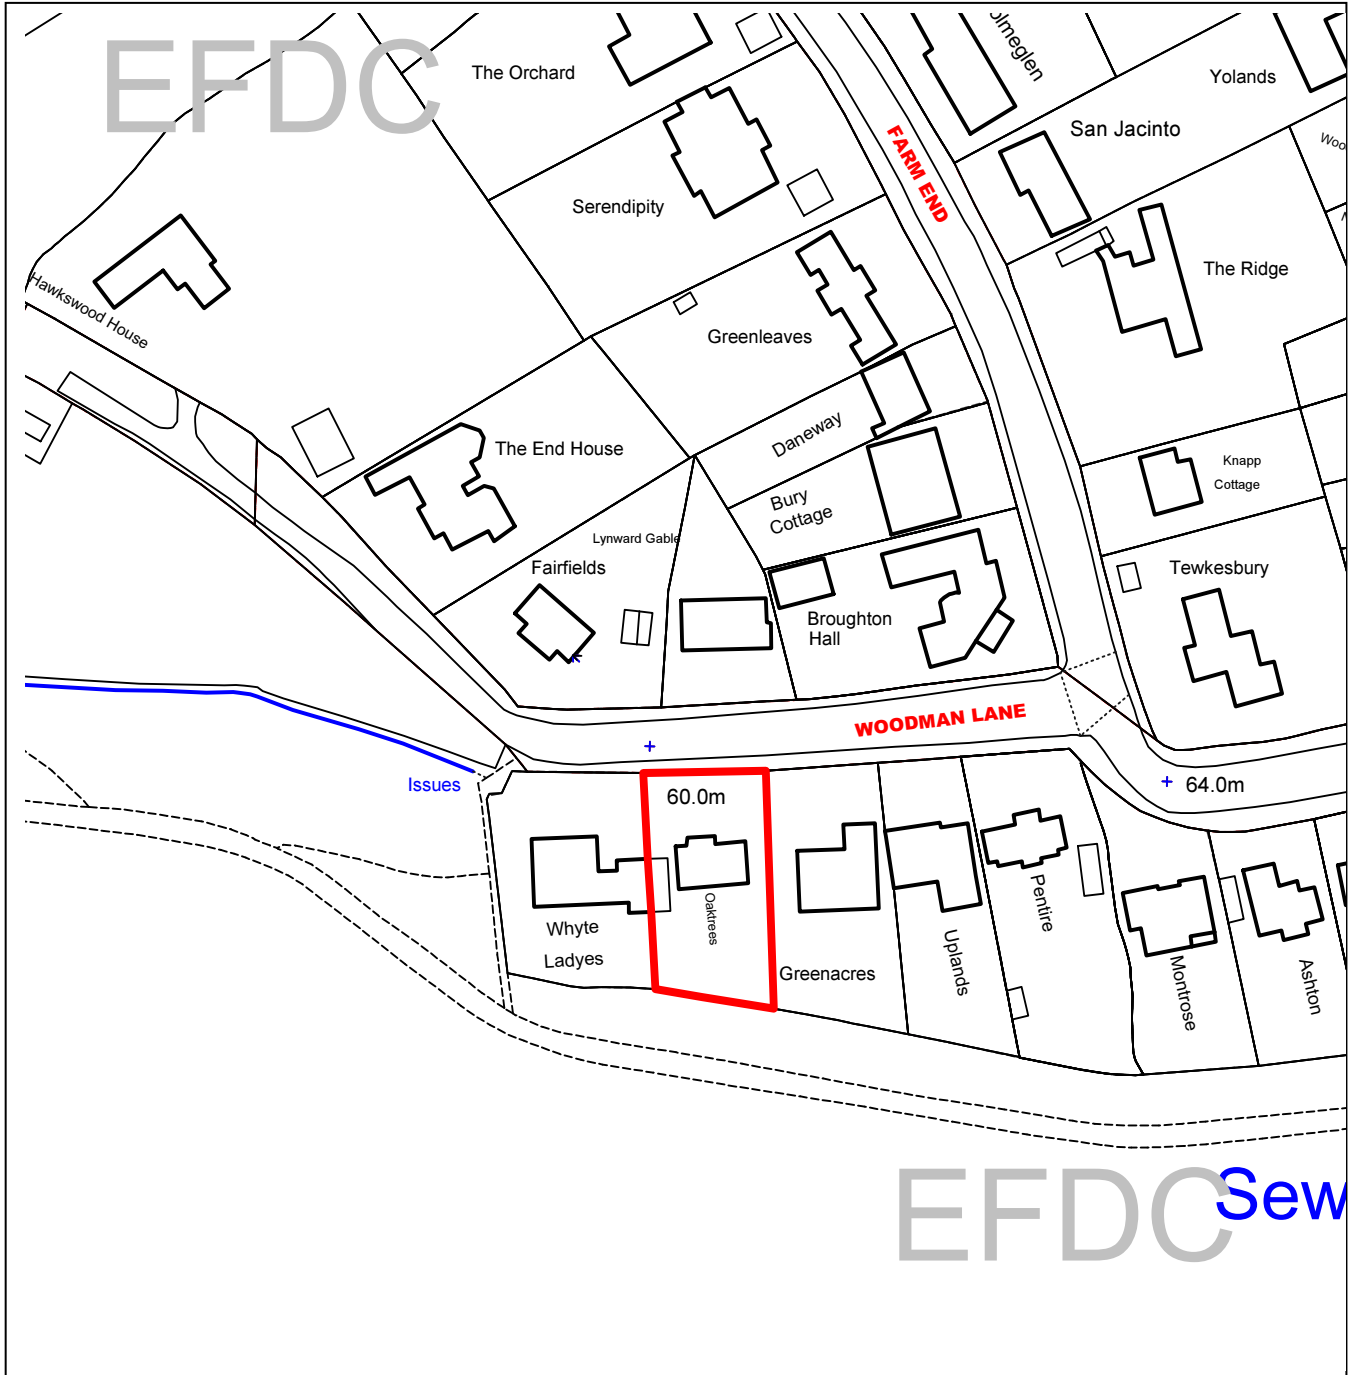 EFDC
The Orchard
olmeglen
Yolands
San Jacinto
FARM END
Woo
Serendipity
The Ridge
Hawkswood House
Greenleaves
Daneway
The End House
Knapp
Cottage
Bury
Cottage
Lynward Gable
Fairfields
Tewkesbury
Broughton
Hall
WOODMAN LANE
Issues
60.0m
64.0m
Oaktrees
Pentire
Whyte
Ladyes
Greenacres
Uplands
Montrose
Ashton
EFDC
Sew